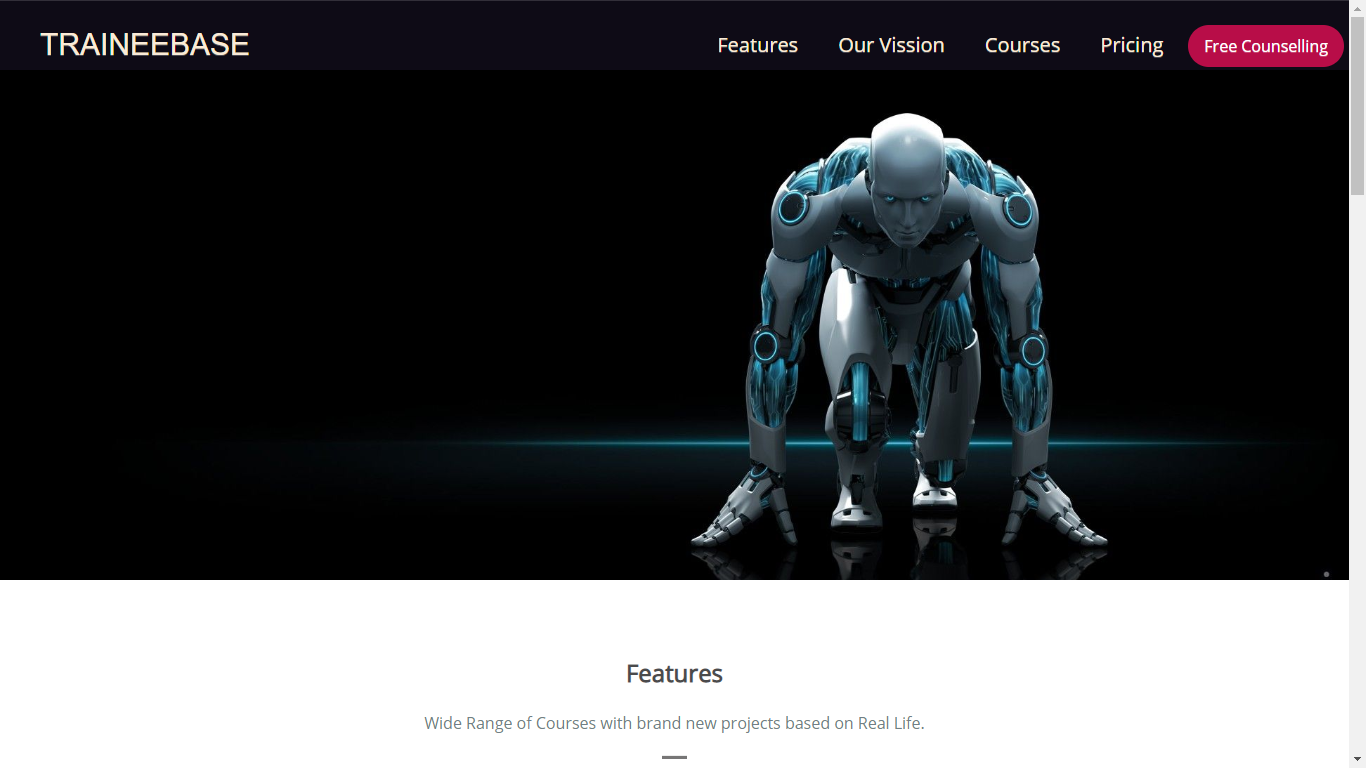 TRAINEEBASE
Features Our Vission Courses Pricing Free Counselling
Features
Wide Range of Courses with brand new projects based on Real Life.